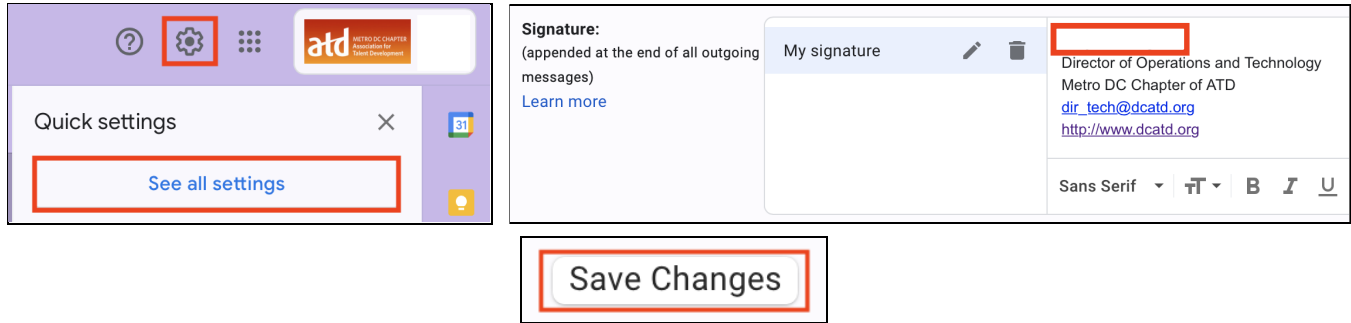 atd METRO DC CHAPTER
Association for
Talent Development
Quick settings
31
See all settings
Signature:
(appended at the end of all outgoing
messages)
Learn more
My signature
Director of Operations and Technology
Metro DC Chapter of ATD
dir_tech@dcatd.org
http://www.dcatd.org
Sans Serif
B I U
Save Changes